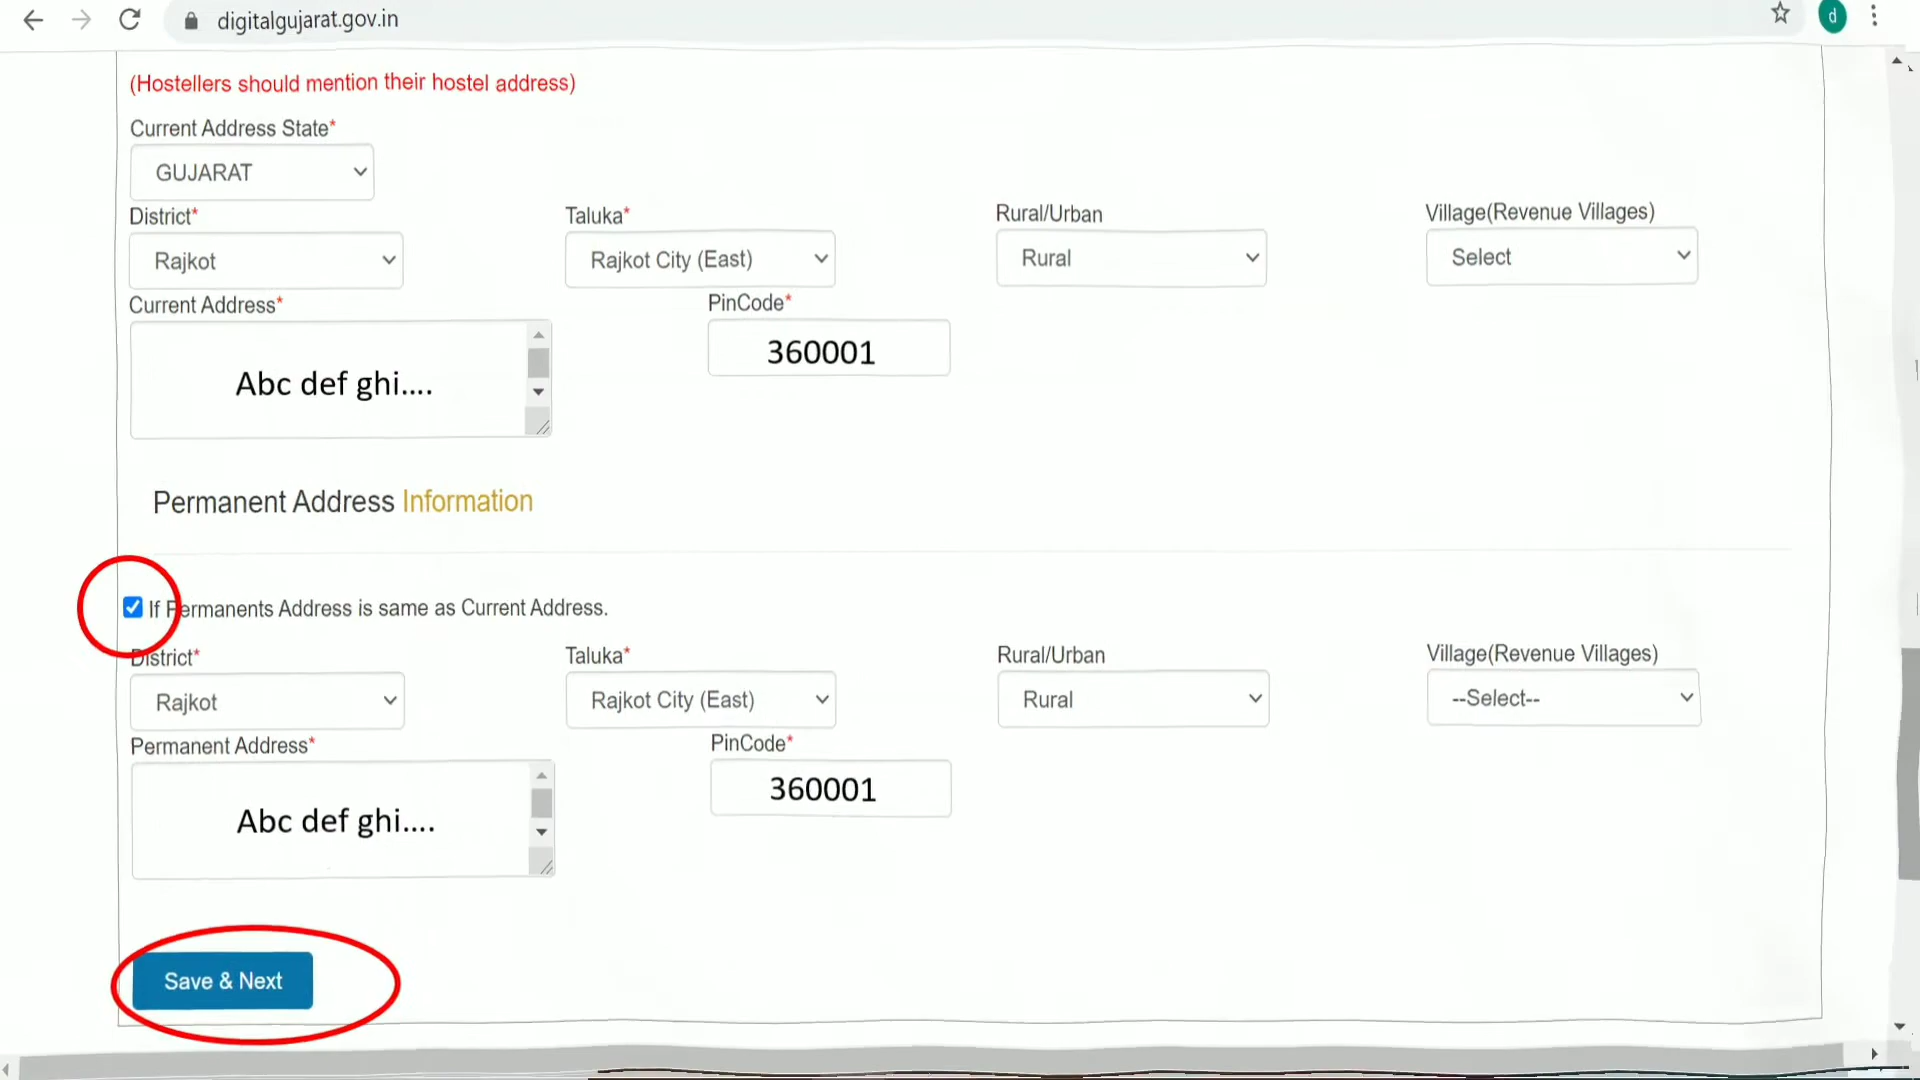 digitalgujarat.gov.in
d
(Hostellers should mention their hostel address)
Current Address State*
GUJARAT
District* Taluka* Rural/Urban Village(Revenue Villages)
Rajkot Rajkot City (East) Rural Select
Current Address* PinCode*
360001
Abc def ghi....
Permanent Address Information
If Permanents Address is same as Current Address.
District* Taluka* Rural/Urban Village(Revenue Villages)
Rajkot Rajkot City (East) Rural --Select--
Permanent Address* PinCode*
360001
Abc def ghi....
Save & Next